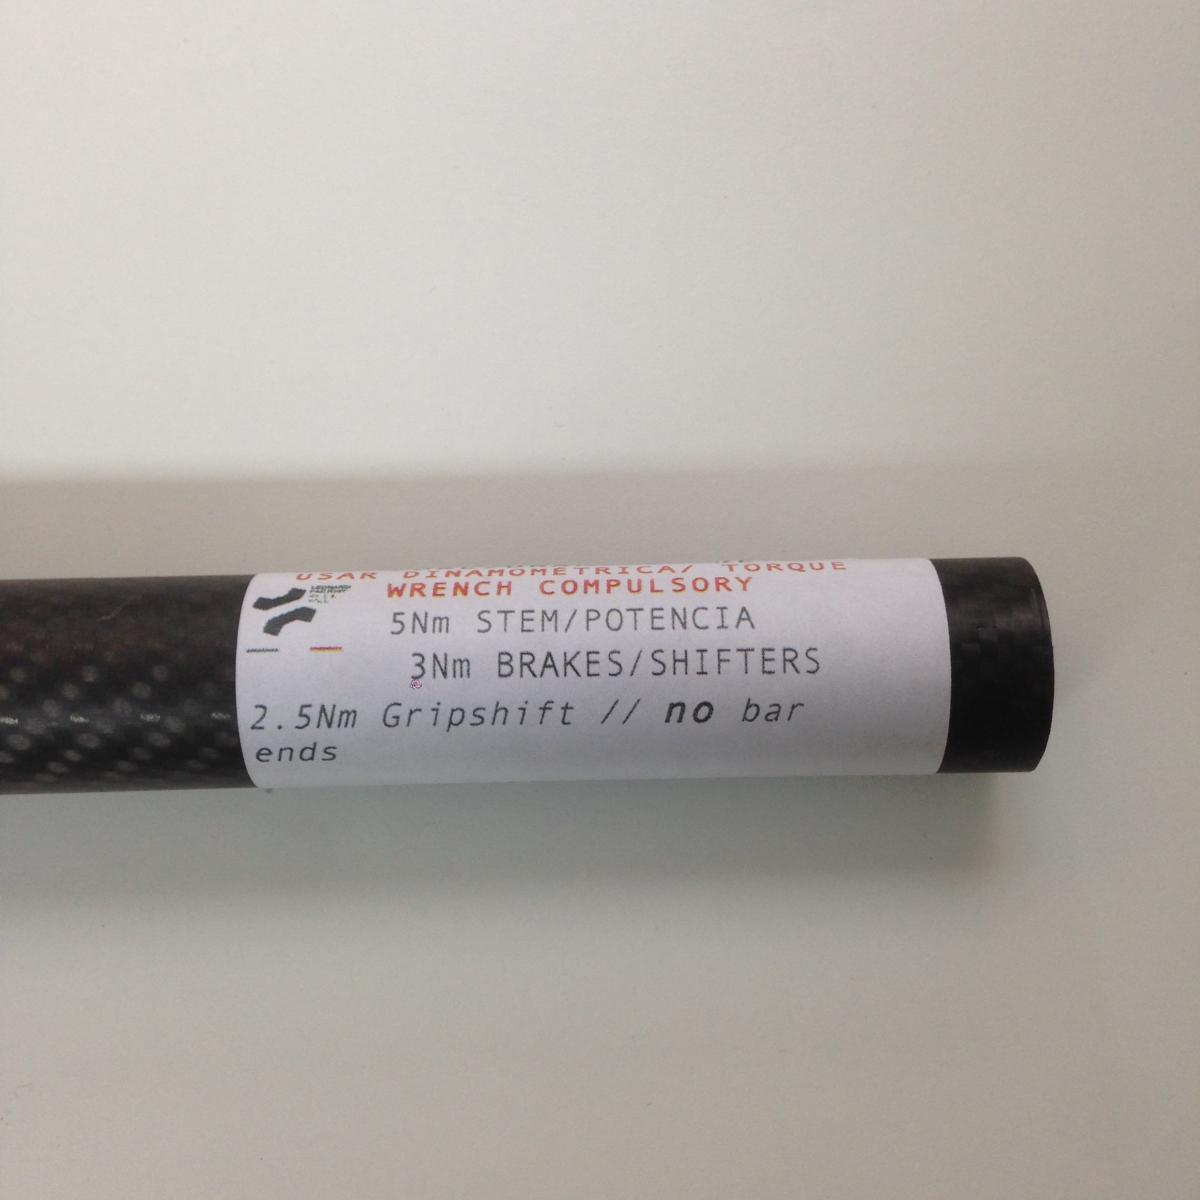 USAR DINAMOMETRICA/ TORQUE
WRENCH COMPULSORY
5Nm STEM/POTENCIA
3Nm BRAKES/SHIFTERS
2.5Nm Gripshift // no bar
ends